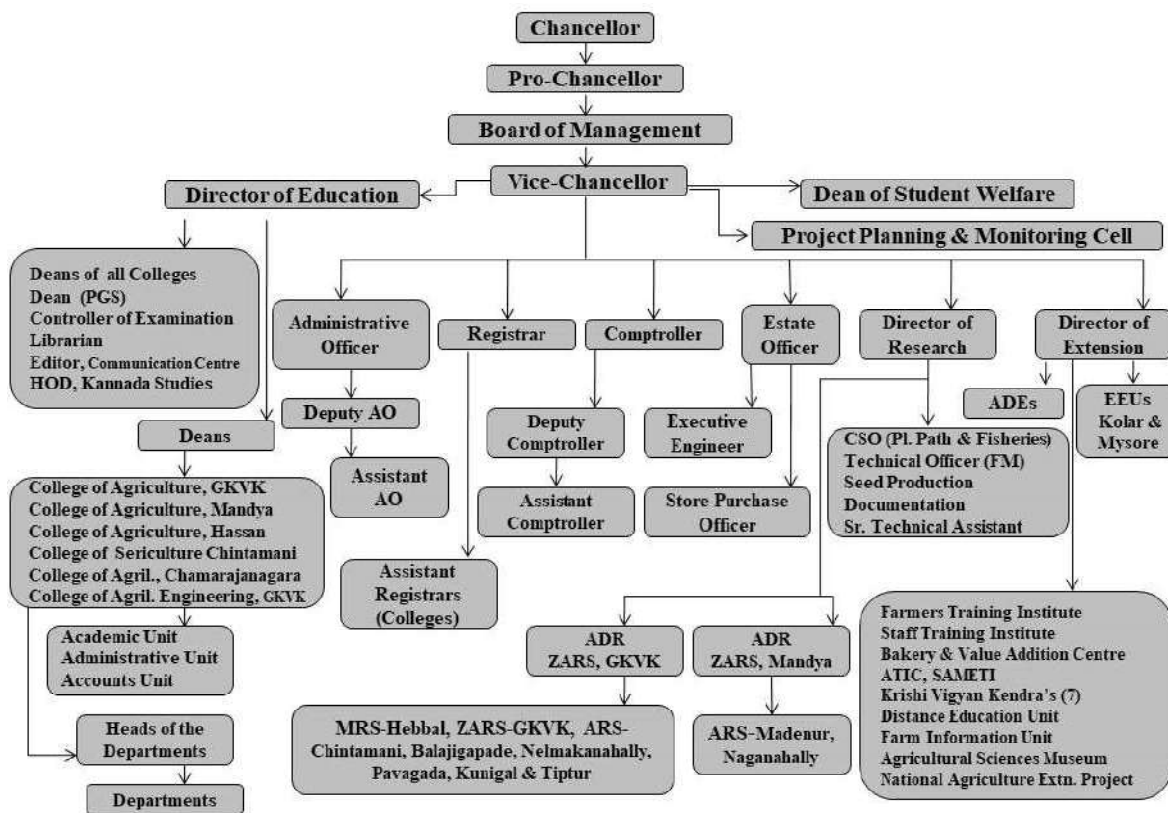 Chancellor
Pro-Chancellor
Board of Management
Vice-Chancellor
Director of Education
Dean of Student Welfare
Project Planning & Monitoring Cell
Deans of all Colleges
Dean (PGS)
Controller of Examination
Librarian
Editor, Communication Centre
HOD, Kannada Studies
Administrative
Officer
Registrar
Comptroller
Estate
Officer
Director of
Research
Director of
Extension
Deans
Deputy AO
Assistant
AO
Deputy
Comptroller
Assistant
Comptroller
Executive
Engineer
Store Purchase
Officer
CSO (Pl. Path & Fisheries)
Technical Officer (FM)
Seed Production
Documentation
Sr. Technical Assistant
ADEs
EEUs
Kolar &
Mysore
College of Agriculture, GKVK
College of Agriculture, Mandya
College of Agriculture, Hassan
College of Sericulture Chintamani
College of Agril., Chamarajanagara
College of Agril. Engineering, GKVK
Assistant
Registrars
(Colleges)
Academic Unit
Administrative Unit
Accounts Unit
Heads of the
Departments
Departments
ADR
ZARS, GKVK
ADR
ZARS, Mandya
MRS-Hebbal, ZARS-GKVK, ARS-
Chintamani, Balajigapade, Nelmakanahally,
Pavagada, Kunigal & Tiptur
ARS-Madenur,
Naganahally
Farmers Training Institute
Staff Training Institute
Bakery & Value Addition Centre
ATIC, SAMETI
Krishi Vigyan Kendra's (7)
Distance Education Unit
Farm Information Unit
Agricultural Sciences Museum
National Agriculture Extn. Project